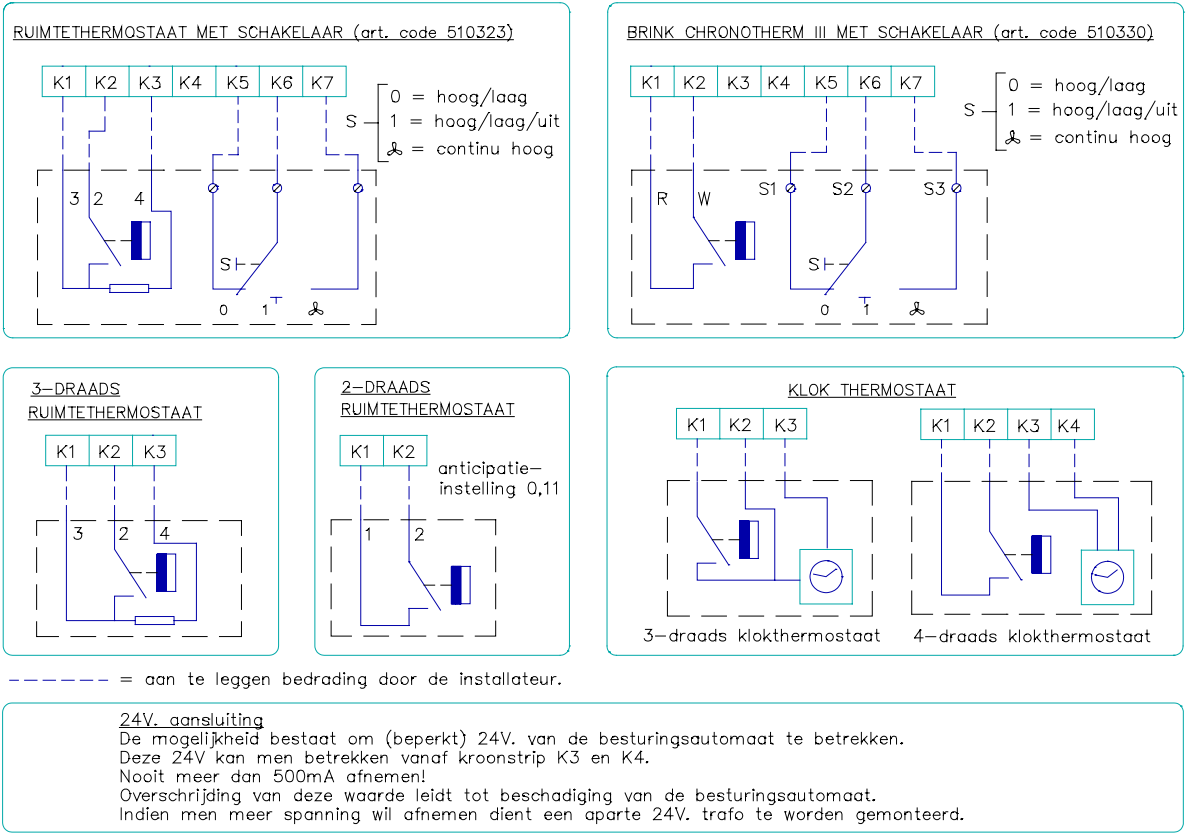 RUIMTETHERMOSTAAT MET SCHAKELAAR (art. code 510323)
K1 K2 K3 K4 K5 K6 K7
S
0 = hoog/laag
1 = hoog/laag/uit
= continu hoog
3 2 4
S
0 1
BRINK CHRONOTHERM III MET SCHAKELAAR (art. code 510330)
K1 K2 K3 K4 K5 K6 K7
S
0 = hoog/laag
1 = hoog/laag/uit
= continu hoog
R W S1 S2 S3
S
0 1
3-DRAADS
RUIMTETHERMOSTAAT
K1 K2 K3
3 2 4
2-DRAADS
RUIMTETHERMOSTAAT
K1 K2
anticipatie-
instelling 0,11
1 2
KLOK THERMOSTAAT
K1 K2 K3
3-draads klokthermostaat
K1 K2 K3 K4
4-draads klokthermostaat
= aan te leggen bedrading door de installateur.
24V. aansluiting
De mogelijkheid bestaat om (beperkt) 24V. van de besturingsautomaat te betrekken.
Deze 24V kan men betrekken vanaf kroonstrip K3 en K4.
Nooit meer dan 500mA afnemen!
Overschrijding van deze waarde leidt tot beschadiging van de besturingsautomaat.
Indien men meer spanning wil afnemen dient een aparte 24V. trafo te worden gemonteerd.